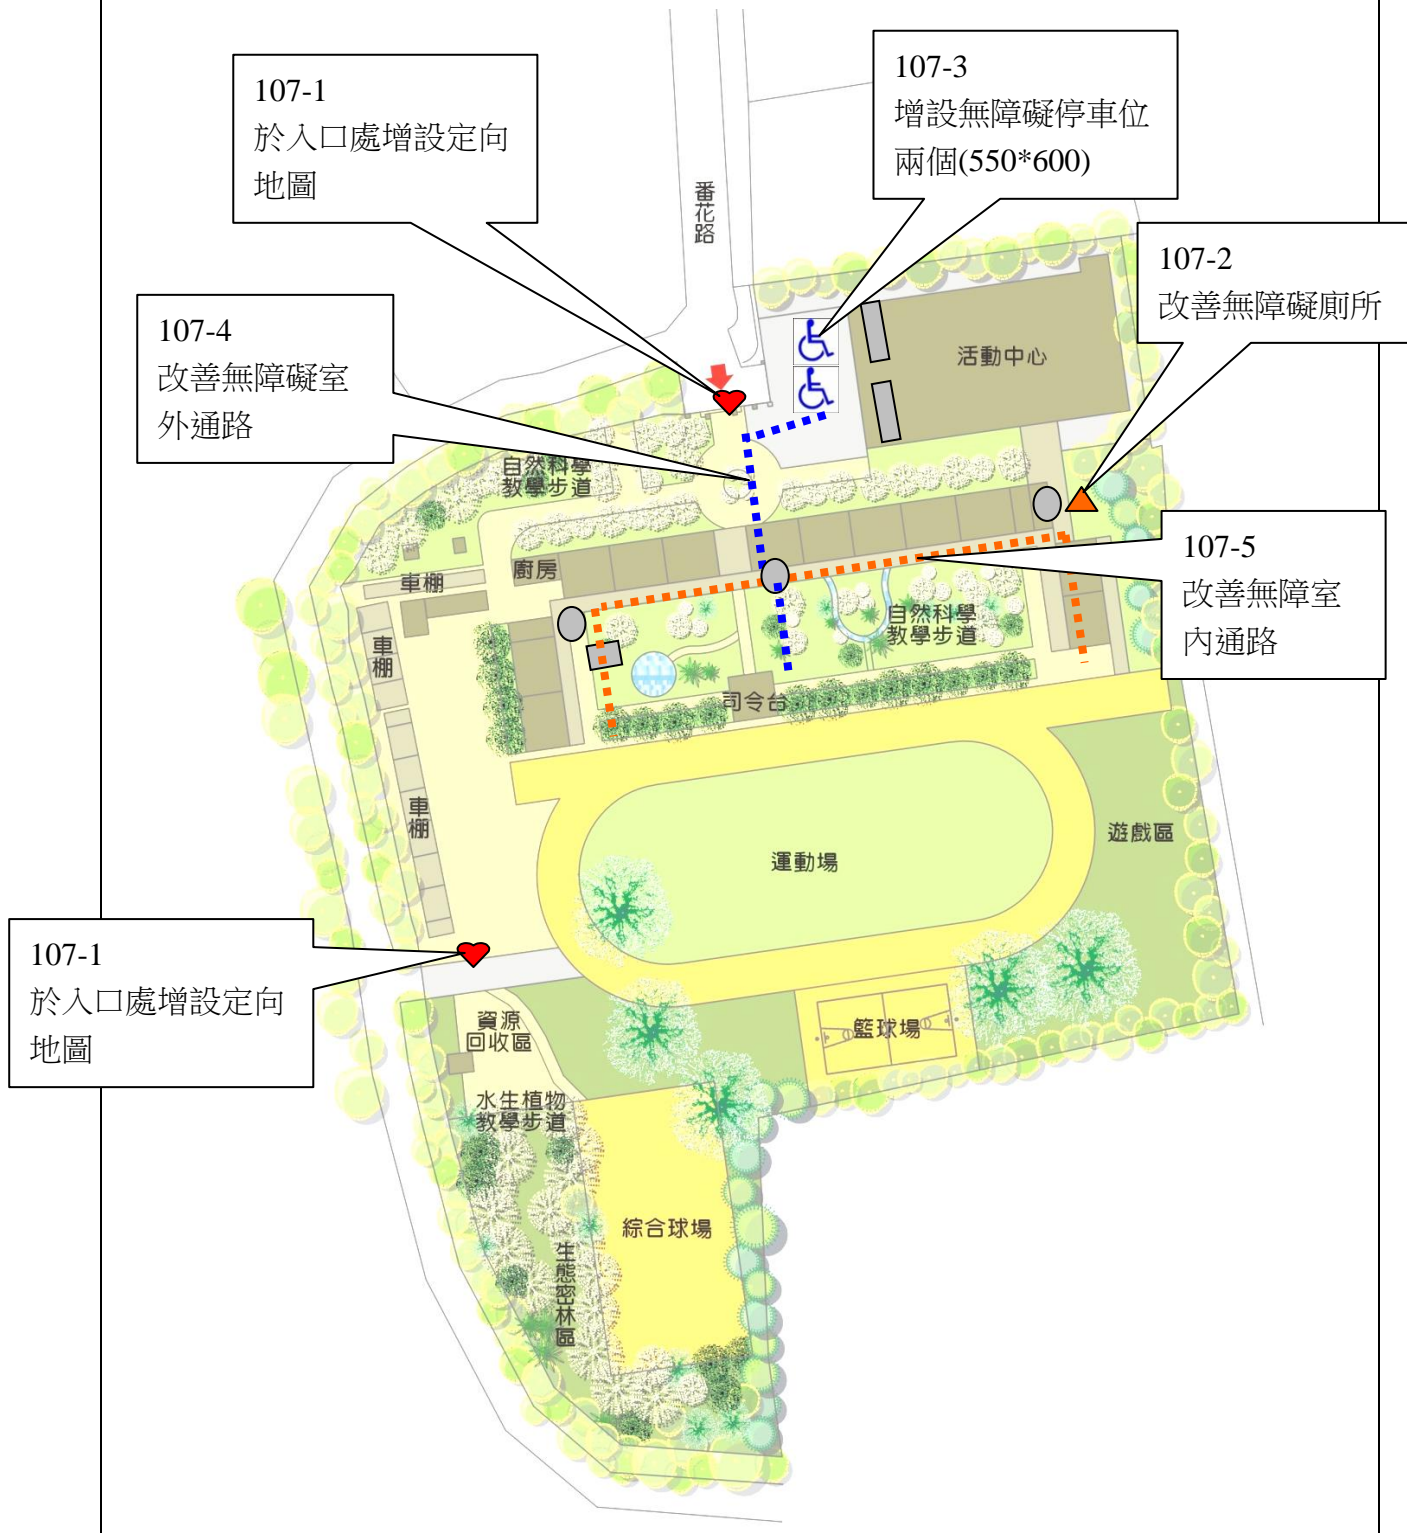 107-1
於入口處增設定向
地圖
107-3
增設無障礙停車位
兩個(550*600)
番花路
107-2
改善無障礙廁所
107-4
改善無障礙室
外通路
活動中心
自然科學
教學步道
107-5
改善無障室
內通路
廚房
車棚
自然科學
教學步道
車棚
司令台
車棚
運動場
遊戲區
107-1
於入口處增設定向
地圖
資源
回收區
籃球場
水生植物
教學步道
綜合球場
生態密林區